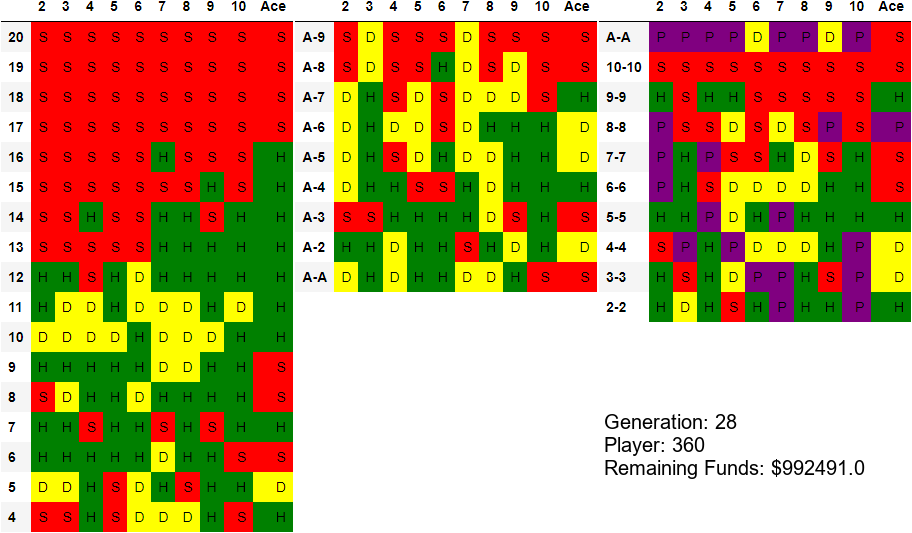 2 3 4 5 6 7 8 9 10 Ace
20 S S S S S S S S S S
19 S S S S S S S S S S
18 S S S S S S S S S S
17 S S S S S S S S S S
16 S S S S S H S S S H
15 S S S S S S S H S H
14 S S H S S H H S H H
13 S S S S S H H H H H
12 H H S H D H H H H H
11 H D D H D D D H D H
10 D D D D H D D D H H
9 H H H H H D D H H S
8 S D H H D H H H H S
7 H H S H H S H S H H
6 H H H H H D H H S S
5 D D H S D H S H H D
4 S S H S D D D H S H
2 3 4 5 6 7 8 9 10 Ace
A-9 S D S S S D S S S S
A-8 S D S S H D S D S S
A-7 D H S D S D D D S H
A-6 D H D D S D H H H D
A-5 D H S D H D D H H D
A-4 D H H S S H D H H H
A-3 S S H H H H D S H S
A-2 H H D H H S H D H D
A-A D H D H H D D H S S
2 3 4 5 6 7 8 9 10 Ace
A-A P P P P D P P D P S
10-10 S S S S S S S S S S
9-9 H S H H S S S S S H
8-8 P S S D S D S P S P
7-7 P H P S S H D S H S
6-6 P H S D D D D H H S
5-5 H H P D H P H H H H
4-4 S P H P D D D H P D
3-3 H S H D P P H S P D
2-2 H D H S H P H H P H
Generation: 28
Player: 360
Remaining Funds: $992491.0